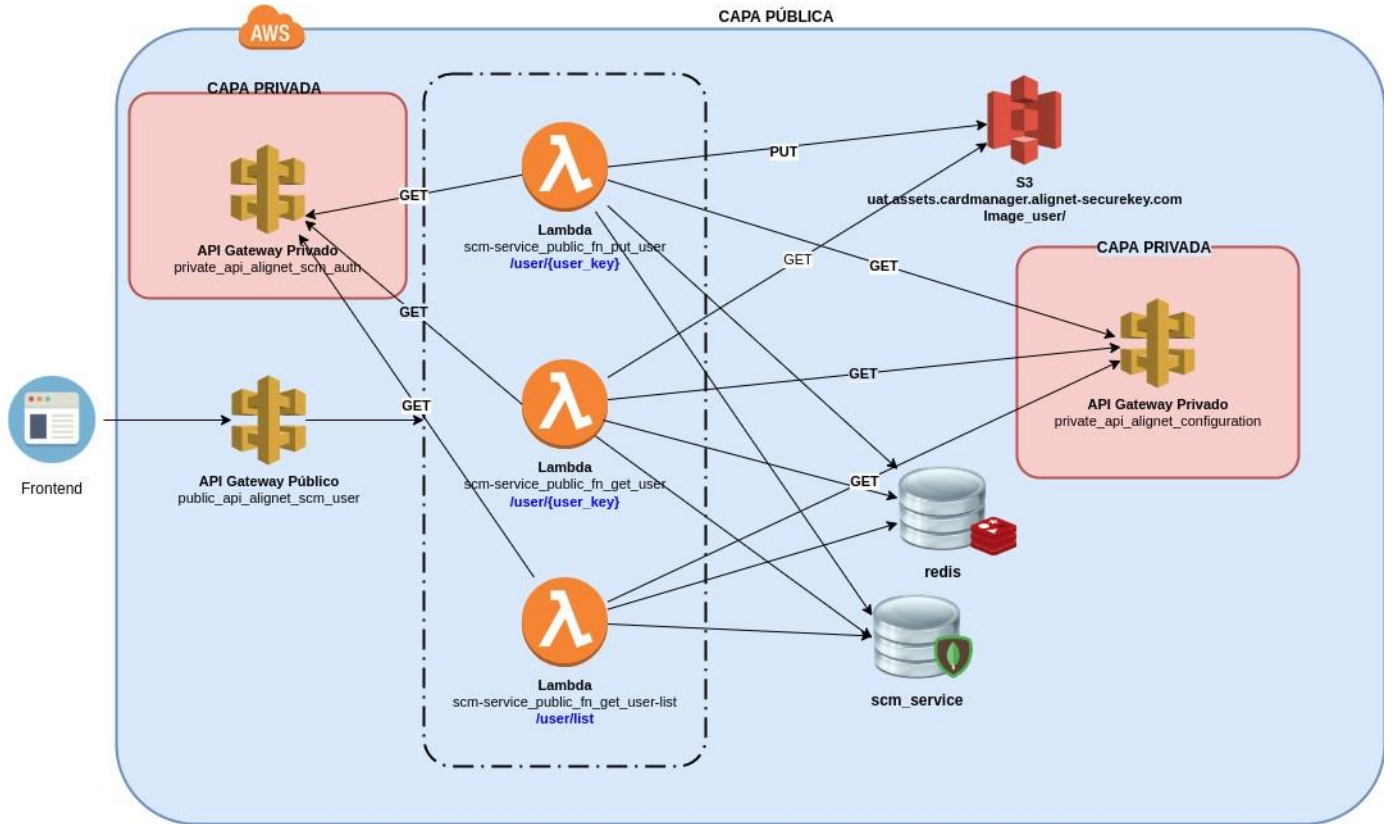 CAPA PÚBLICA
AWS
CAPA PRIVADA
API Gateway Privado
private_api_alignet_scm_auth
GET
Lambda
scm-service_public_fn_put_user
/user/{user_key}
PUT
S3
uat.assets.cardmanager.alignet-securekey.com
Image_user/
GET
GET
CAPA PRIVADA
API Gateway Privado
private_api_alignet_configuration
GET
GET
GET
Frontend
API Gateway Público
public_api_alignet_scm_user
Lambda
scm-service_public_fn_get_user
/user/{user_key}
GET
redis
Lambda
scm-service_public_fn_get_user-list
/user/list
scm_service